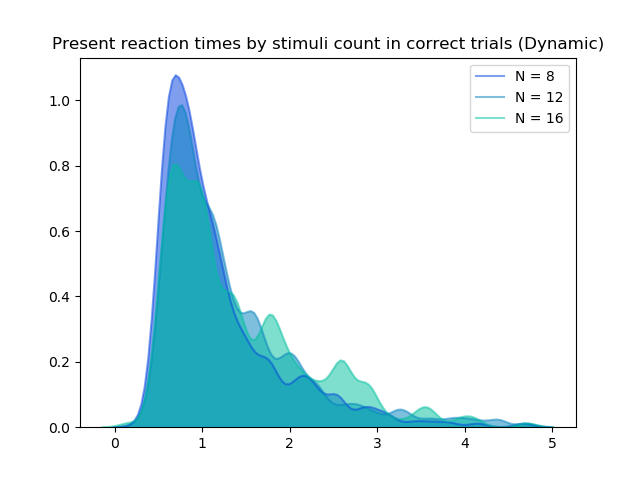 Present reaction times by stimuli count in correct trials (Dynamic)
N = 8
N = 12
N = 16
1.0
0.8
0.6
0.4
0.2
0.0
0 1 2 3 4 5